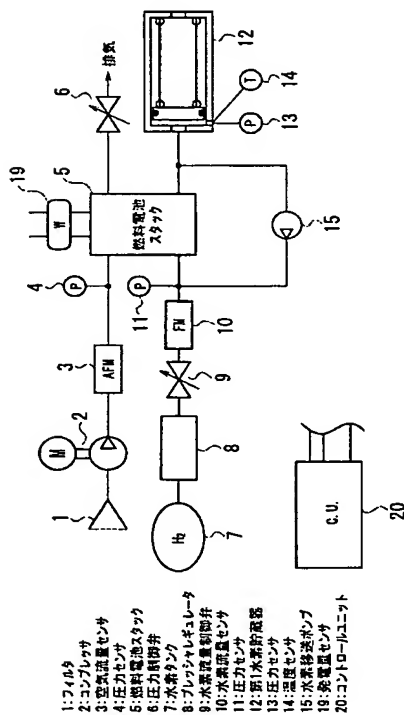 1:フィルタ
2:コンプレッサ
3:空気流量センサ
4:圧力センサ
5:燃料電池スタック
6:圧力制御弁
7:水素タンク
8:プレッシャレギュレータ
9:水素流量制御弁
10:水素流量センサ
11:圧力センサ
12:第1水素貯蔵器
13:圧力センサ
14:温度センサ
15:水素移送ポンプ
19:発電量センサ
20:コントロールユニット
1
M
2
AFM
3
P
4
W
19
5
燃料電池
スタック
6
排気
H2
7
8
9
FM
10
P
11
12
P
13
T
14
15
C.U.
20